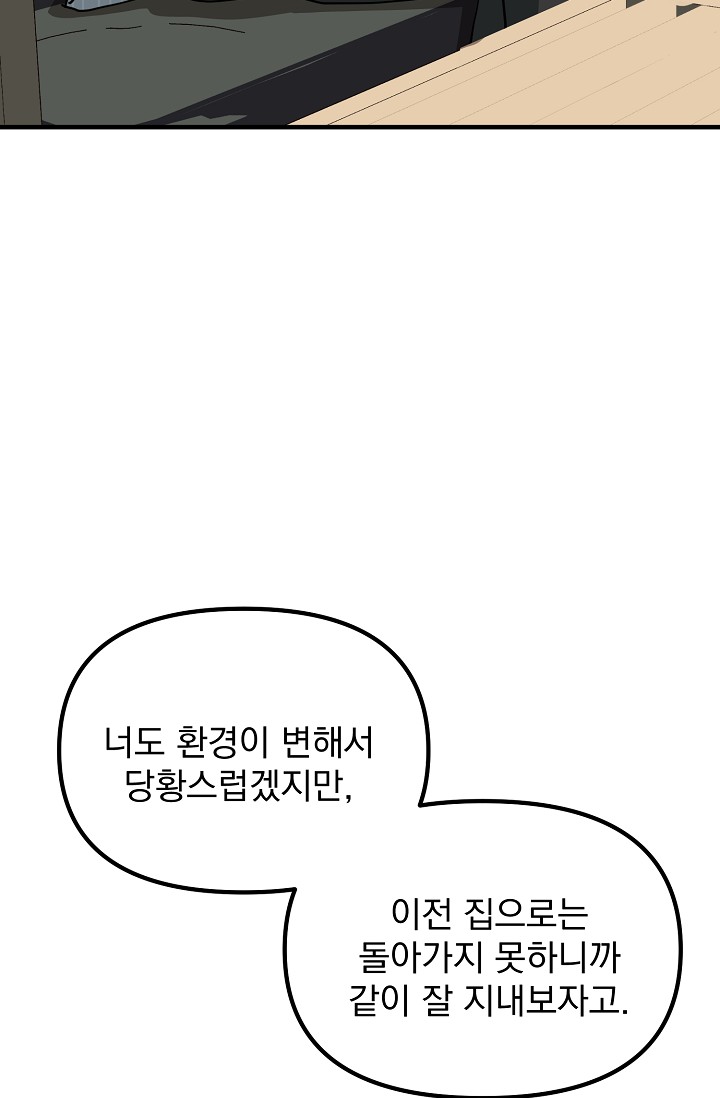 너도 환경이 변해서
당황스럽겠지만,
이전 집으로는
돌아가지 못하니까
같이 잘 지내보자고.